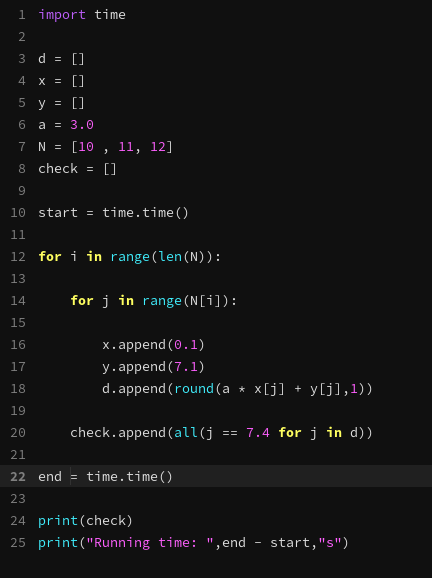 1 import time
2
3 d = []
4 x = []
5 y = []
6 a = 3.0
7 N = [10 , 11, 12]
8 check = []
9
10 start = time.time()
11
12 for i in range(len(N)):
13
14     for j in range(N[i]):
15
16         x.append(0.1)
17         y.append(7.1)
18         d.append(round(a * x[j] + y[j],1))
19
20     check.append(all(j == 7.4 for j in d))
21
22 end = time.time()
23
24 print(check)
25 print("Running time: ",end - start,"s")